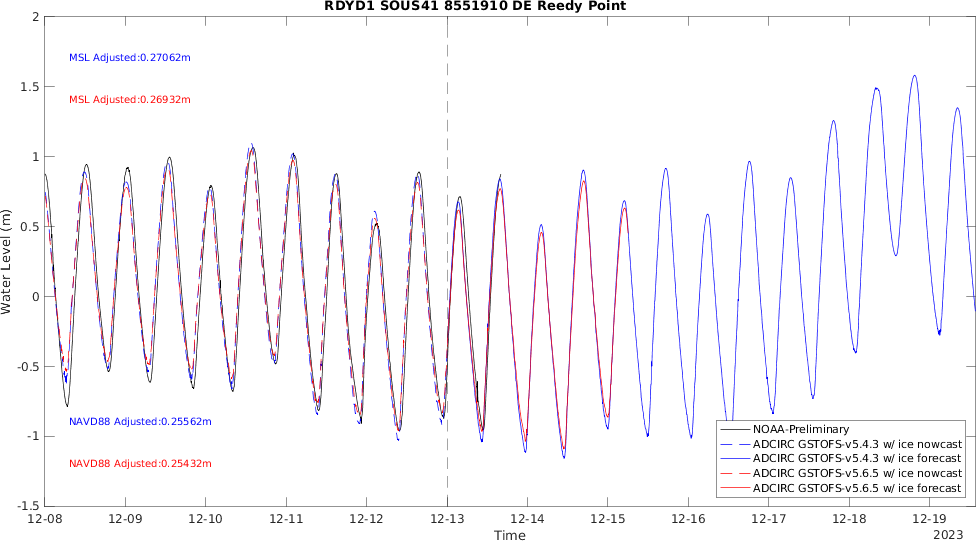 RDYD1 SOUS41 8551910 DE Reedy Point
2
1.5
1
0.5
0
-0.5
-1
-1.5
Water Level (m)
MSL Adjusted:0.27062m
MSL Adjusted:0.26932m
NAVD88 Adjusted:0.25562m
NAVD88 Adjusted:0.25432m
NOAA-Preliminary
ADCIRC GSTOFS-v5.4.3 w/ ice nowcast
ADCIRC GSTOFS-v5.4.3 w/ ice forecast
ADCIRC GSTOFS-v5.6.5 w/ ice nowcast
ADCIRC GSTOFS-v5.6.5 w/ ice forecast
12-08 12-09 12-10 12-11 12-12 12-13 12-14 12-15 12-16 12-17 12-18 12-19
Time
2023